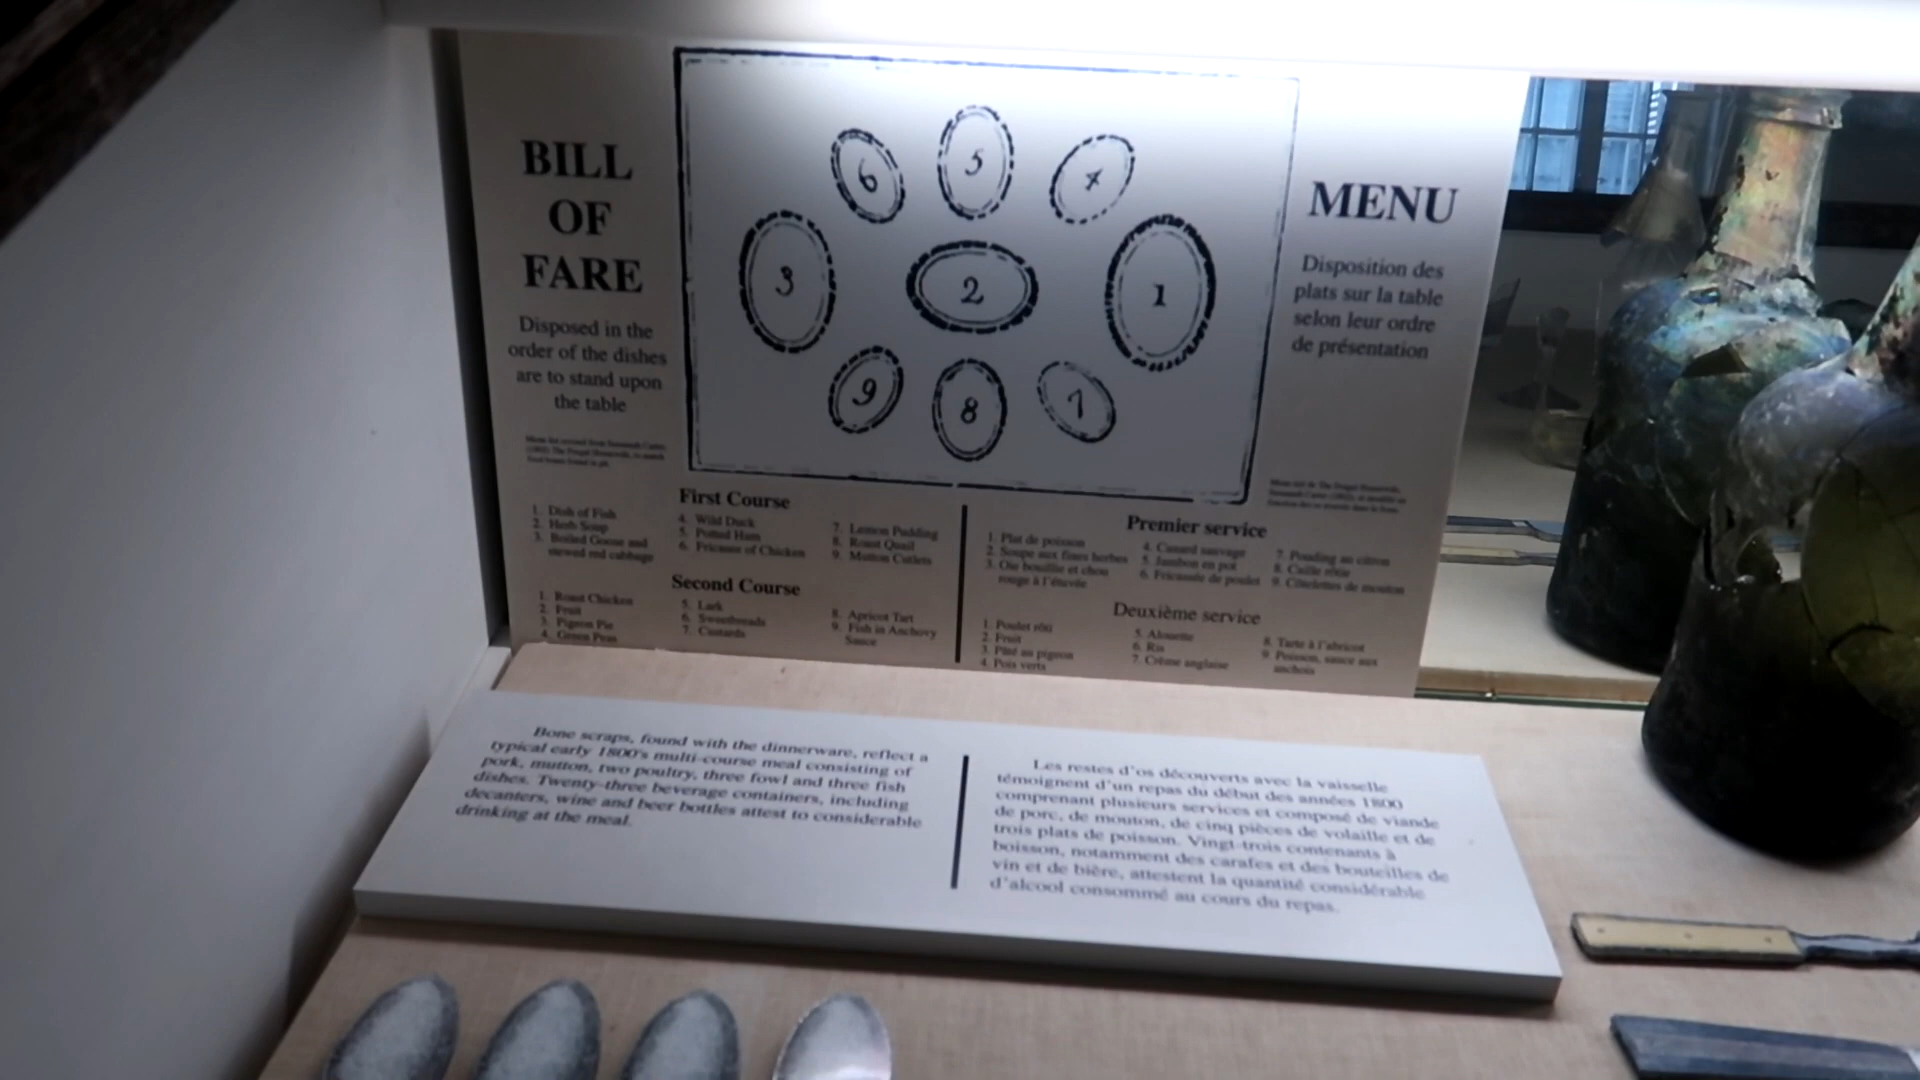 BILL
OF
FARE
Disposed in the
order of the dishes
are to stand upon
the table
6
5
4
3
2
1
9
8
7
MENU
Disposition des
plats sur la table
selon leur ordre
de présentation
First Course
1. Dish of Fish
2. Herb Soup
3. Boiled Goose and
stewed red cabbage
4. Wild Duck
5. Potted Ham
6. Fricasse of Chicken
7. Lemon Pudding
8. Roast Quail
9. Mutton Cutlets
Second Course
1. Roast Chicken
2. Fruit
3. Pigeon Pie
4. Green Peas
5. Lark
6. Sweetbreads
7. Custards
8. Apricot Tart
9. Fish in Anchovy
Sauce
Premier service
1. Plat de poisson
2. Soupe aux fines herbes
3. Oie bouillie et chou
rouge à l'étuvée
4. Canard sauvage
5. Jambon en pot
6. Fricassée de poulet
7. Pouding au citron
8. Caille rôtie
9. Côtelettes de mouton
Deuxième service
1. Poulet rôti
2. Fruit
3. Pâté au pigeon
4. Pois verts
5. Alouette
6. Ris
7. Crème anglaise
8. Tarte à l'abricot
9. Poisson, sauce aux
anchois
Bone scraps, found with the dinnerware, reflect a
typical early 1800's multi-course meal consisting of
pork, mutton, two poultry, three fowl and three fish
dishes. Twenty-three beverage containers, including
decanters, wine and beer bottles attest to considerable
drinking at the meal.
Les restes d'os découverts avec la vaisselle
témoignent d'un repas du début des années 1800
comprenant plusieurs services et composé de viande
de porc, de mouton, de cinq pièces de volaille et de
trois plats de poisson. Vingt-trois contenants à
boisson, notamment des carafes et des bouteilles de
vin et de bière, attestent la quantité considérable
d'alcool consommé au cours du repas.